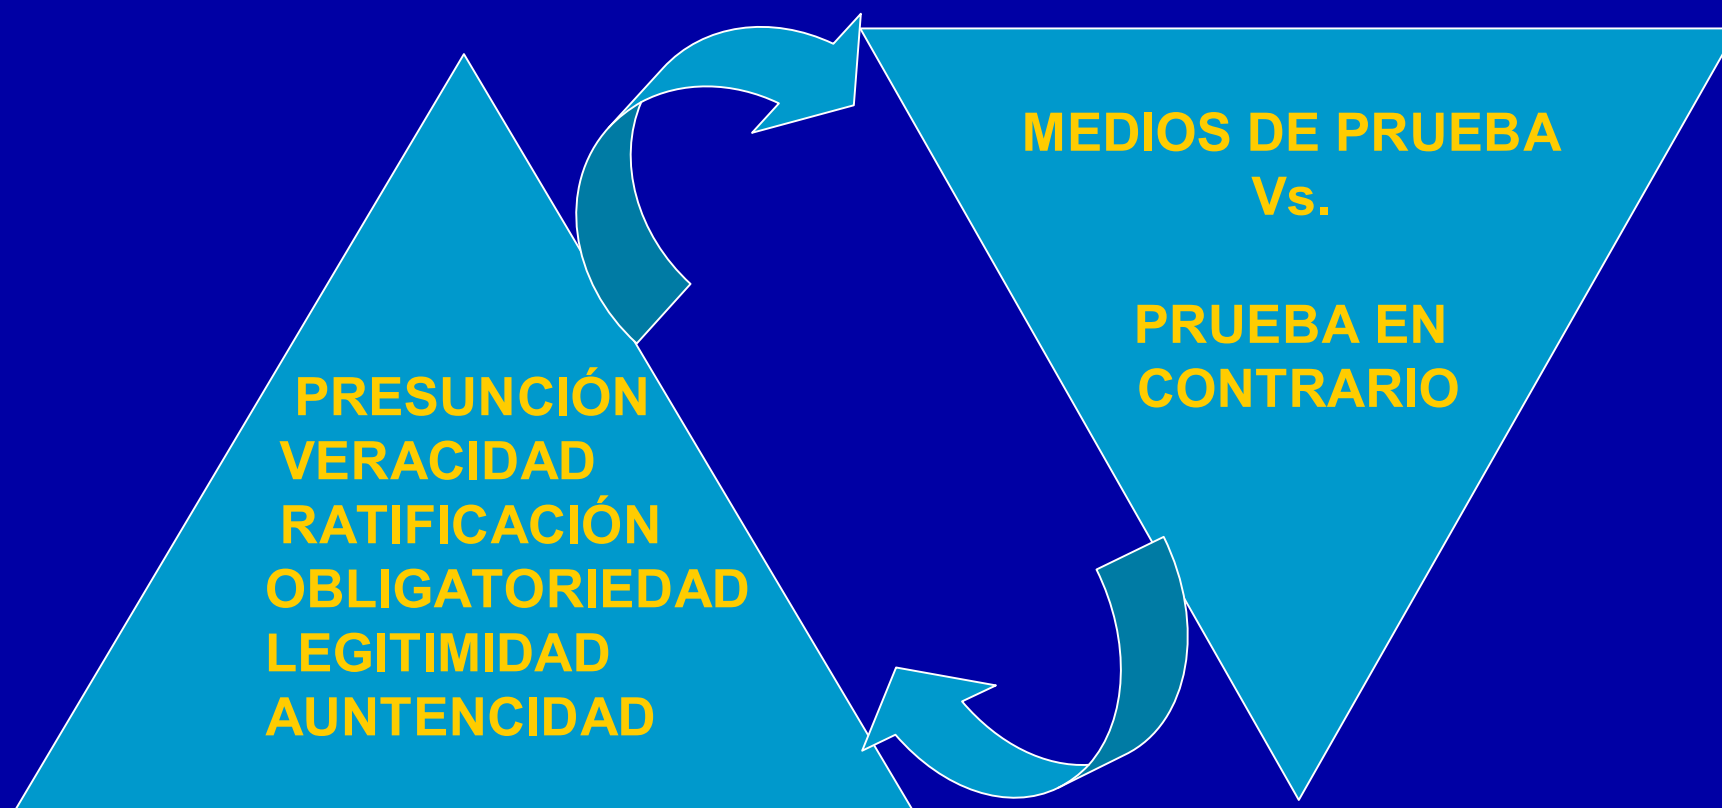 PRESUNCIÓN
VERACIDAD
RATIFICACIÓN
OBLIGATORIEDAD
LEGITIMIDAD
AUNTENCIDAD
MEDIOS DE PRUEBA
Vs.
PRUEBA EN
CONTRARIO